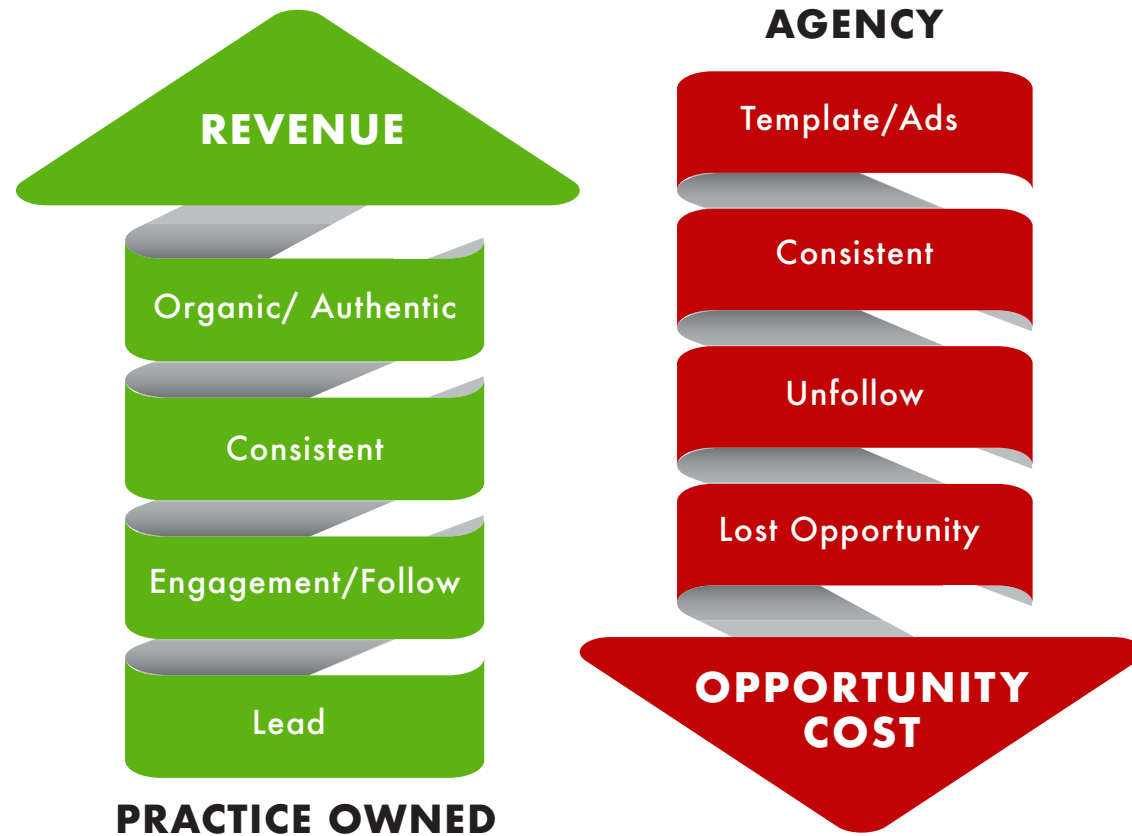 REVENUE
Organic/ Authentic
Consistent
Engagement/Follow
Lead
PRACTICE OWNED
AGENCY
Template/Ads
Consistent
Unfollow
Lost Opportunity
OPPORTUNITY
COST